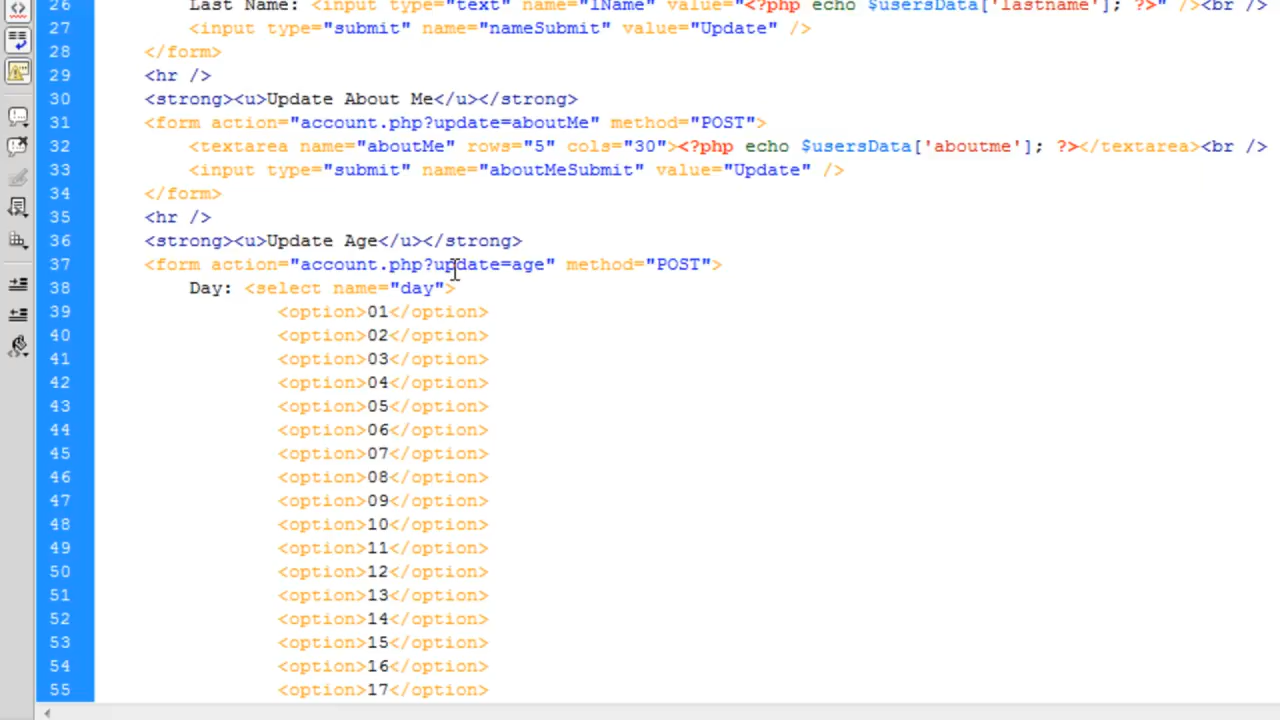 26 Last Name: <input type="text" name="lName" value="<?php echo $usersData['lastname']; ?>" /><br />
27 <input type="submit" name="nameSubmit" value="Update" />
28 </form>
29 <hr />
30 <strong><u>Update About Me</u></strong>
31 <form action="account.php?update=aboutMe" method="POST">
32 <textarea name="aboutMe" rows="5" cols="30"><?php echo $usersData['aboutme']; ?></textarea><br />
33 <input type="submit" name="aboutMeSubmit" value="Update" />
34 </form>
35 <hr />
36 <strong><u>Update Age</u></strong>
37 <form action="account.php?update=age" method="POST">
38 Day: <select name="day">
39 <option>01</option>
40 <option>02</option>
41 <option>03</option>
42 <option>04</option>
43 <option>05</option>
44 <option>06</option>
45 <option>07</option>
46 <option>08</option>
47 <option>09</option>
48 <option>10</option>
49 <option>11</option>
50 <option>12</option>
51 <option>13</option>
52 <option>14</option>
53 <option>15</option>
54 <option>16</option>
55 <option>17</option>